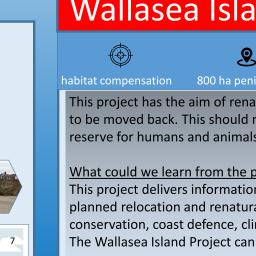 Wallasea Isla
habitat compensation
800 ha peni
This project has the aim of rena
to be moved back. This should r
reserve for humans and animals
What could we learn from the p
This project delivers informatio
planned relocation and renatura
conservation, coast defence, cli
The Wallasea Island Project can
7